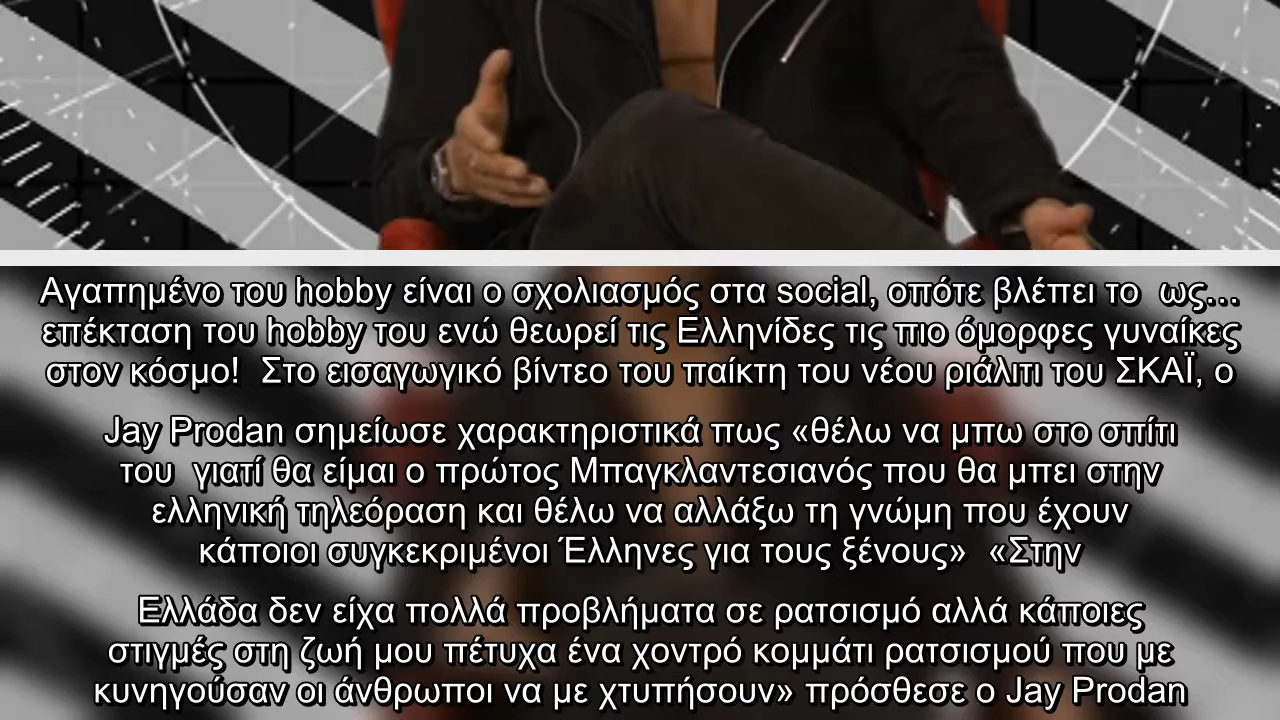 Αγαπημένο του hobby είναι ο σχολιασμός στα social, οπότε βλέπει το  ως...
επέκταση του hobby του ενώ θεωρεί τις Ελληνίδες τις πιο όμορφες γυναίκες
στον κόσμο!  Στο εισαγωγικό βίντεο του παίκτη του νέου ριάλιτι του ΣΚΑΪ, ο
Jay Prodan σημείωσε χαρακτηριστικά πως «θέλω να μπω στο σπίτι
του  γιατί θα είμαι ο πρώτος Μπαγκλαντεσιανός που θα μπει στην
ελληνική τηλεόραση και θέλω να αλλάξω τη γνώμη που έχουν
κάποιοι συγκεκριμένοι Έλληνες για τους ξένους»  «Στην
Ελλάδα δεν είχα πολλά προβλήματα σε ρατσισμό αλλά κάποιες
στιγμές στη ζωή μου πέτυχα ένα χοντρό κομμάτι ρατσισμού που με
κυνηγούσαν οι άνθρωποι να με χτυπήσουν» πρόσθεσε ο Jay Prodan